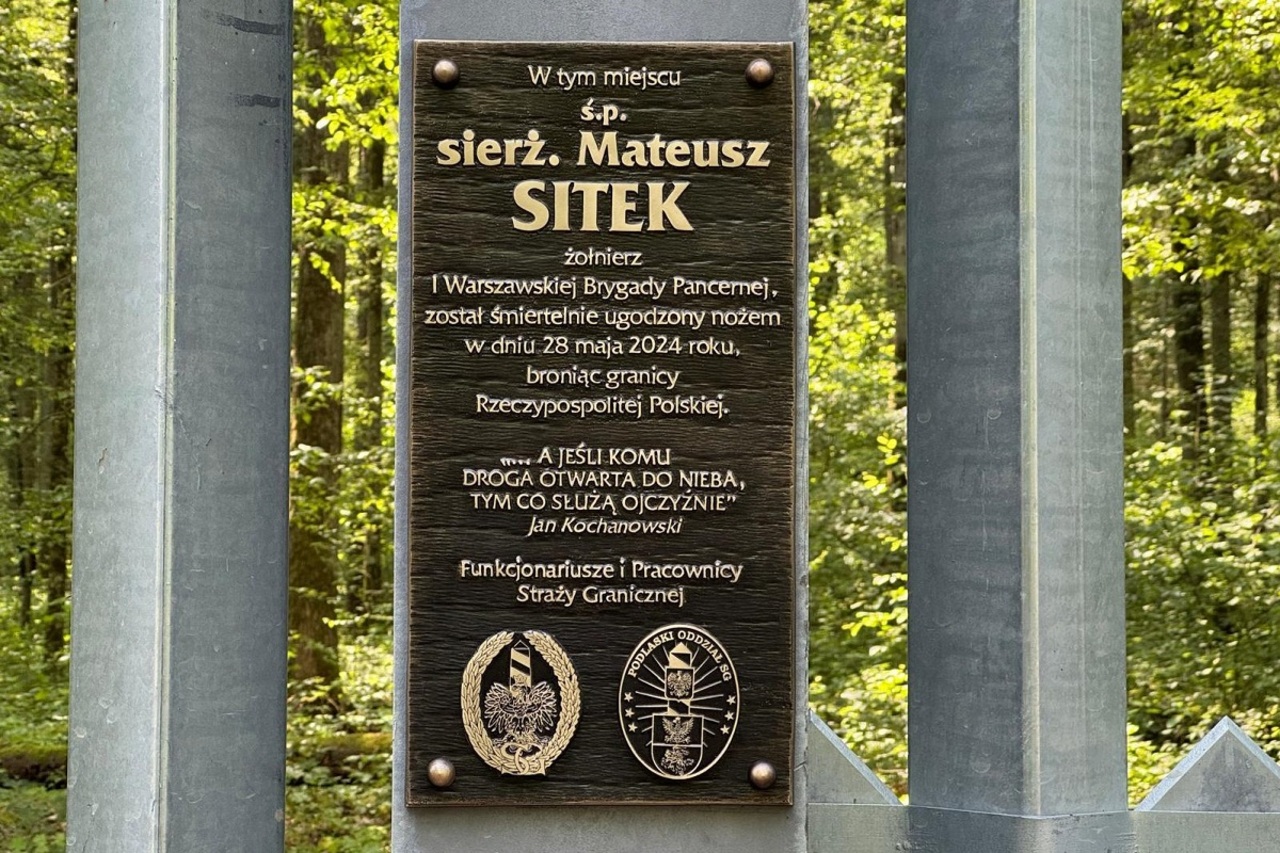 W tym miejscu
ś.p.
sierż. Mateusz
SITEK
żołnierz
I Warszawskiej Brygady Pancernej,
został śmiertelnie ugodzony nożem
w dniu 28 maja 2024 roku,
broniąc granicy
Rzeczypospolitej Polskiej.
„... A JEŚLI KOMU
DROGA OTWARTA DO NIEBA,
TYM CO SŁUŻĄ OJCZYŹNIE”
Jan Kochanowski
Funkcjonariusze i Pracownicy
Straży Granicznej
PODLASKI ODDZIAŁ SG